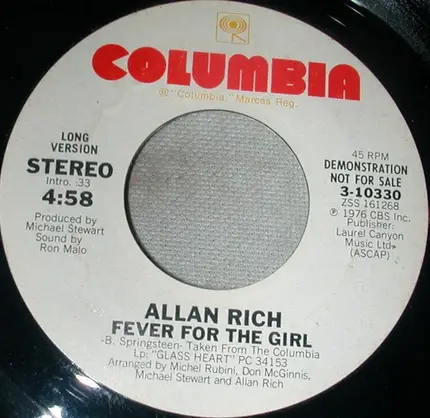 COLUMBIA
® "Columbia," Marcas Reg.
LONG
VERSION
STEREO
Intro. :33
4:58
Produced by
Michael Stewart
Sound by
Ron Malo
45 RPM
DEMONSTRATION
NOT FOR SALE
3-10330
ZSS 161268
℗ 1976 CBS Inc.
Publisher:
Laurel Canyon
Music Ltd.
(ASCAP)
ALLAN RICH
FEVER FOR THE GIRL
-B. Springsteen- Taken From The Columbia
Lp: "GLASS HEART" PC 34153
Arranged by Michel Rubini, Don McGinnis,
Michael Stewart and Allan Rich